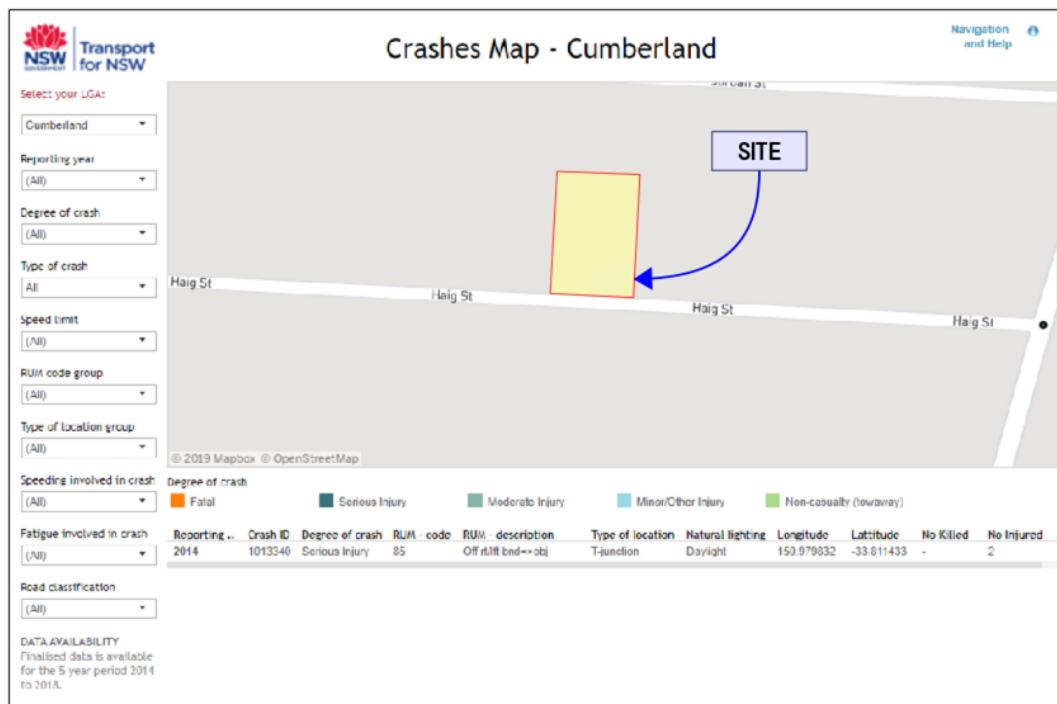 NSW
GOVERNMENT
Transport
for NSW
Crashes Map - Cumberland
Navigation
and Help
Select your LGA:
Cumberland
Reporting year
(All)
Degree of crash
(All)
Type of crash
All
Speed limit
(All)
RUM code group
(All)
Type of location group
(All)
Speeding involved in crash
(All)
Fatigue involved in crash
(All)
Road classification
(All)
DATA AVAILABILITY
Finalised data is available
for the 5 year period 2014
to 2018.
St
SITE
Haig St
Haig St
Haig St
Haig St
© 2019 Mapbox © OpenStreetMap
Degree of crash
Fatal Serious Injury Moderate Injury Minor/Other Injury Non-casualty (towaway)
Reporting .. Crash ID Degree of crash RUM - code RUM - description Type of location Natural lighting Longitude Lattitude No Killed No Injured
2014 1013340 Serious Injury 85 Off rt/lft bnd=>obj T-junction Daylight 150.979832 -33.811433 - 2